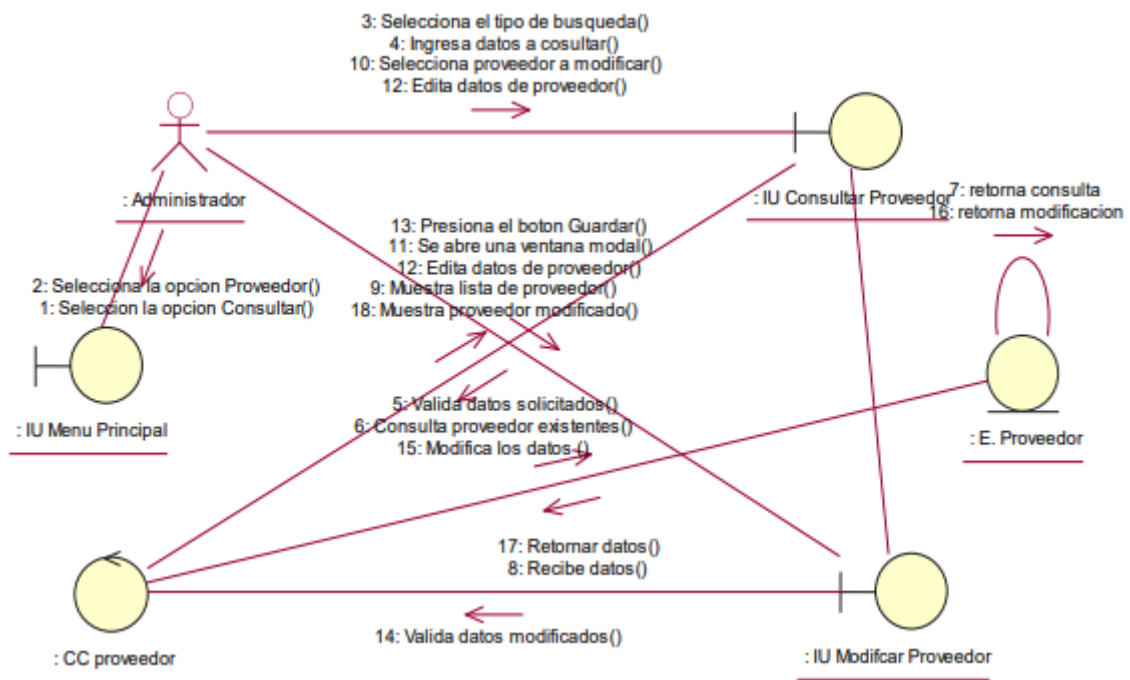 3: Selecciona el tipo de busqueda()
4: Ingresa datos a cosultar()
10: Selecciona proveedor a modificar()
12: Edita datos de proveedor()
: Administrador
: IU Consultar Proveedor
7: retorna consulta
16: retorna modificacion
13: Presiona el boton Guardar()
11: Se abre una ventana modal()
12: Edita datos de proveedor()
9: Muestra lista de proveedor()
18: Muestra proveedor modificado()
2: Selecciona la opcion Proveedor()
1: Seleccion la opcion Consultar()
: IU Menu Principal
5: Valida datos solicitados()
6: Consulta proveedor existentes()
15: Modifica los datos ()
: E. Proveedor
17: Retornar datos()
8: Recibe datos()
14: Valida datos modificados()
: CC proveedor
: IU Modifcar Proveedor